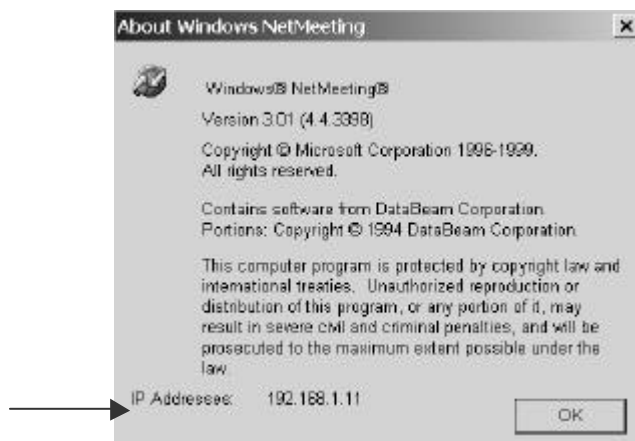 About Windows NetMeeting
Windows® NetMeeting®
Version 3.01 (4.4.3398)
Copyright © Microsoft Corporation 1996-1999.
All rights reserved.
Contains software from DataBeam Corporation.
Portions: Copyright © 1994 DataBeam Corporation.
This computer program is protected by copyright law and
international treaties. Unauthorized reproduction or
distribution of this program, or any portion of it, may
result in severe civil and criminal penalties, and will be
prosecuted to the maximum extent possible under the
law.
IP Addresses: 192.168.1.11
OK